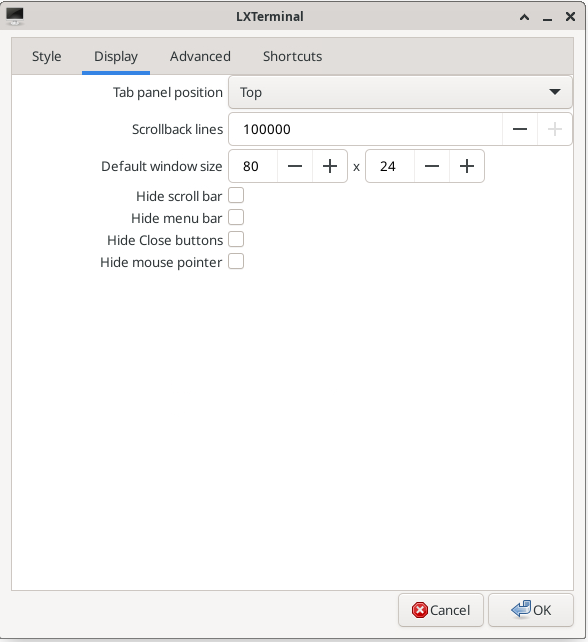 LXTerminal
Style Display Advanced Shortcuts
Tab panel position Top
Scrollback lines 100000
Default window size 80 x 24
Hide scroll bar
Hide menu bar
Hide Close buttons
Hide mouse pointer
Cancel OK